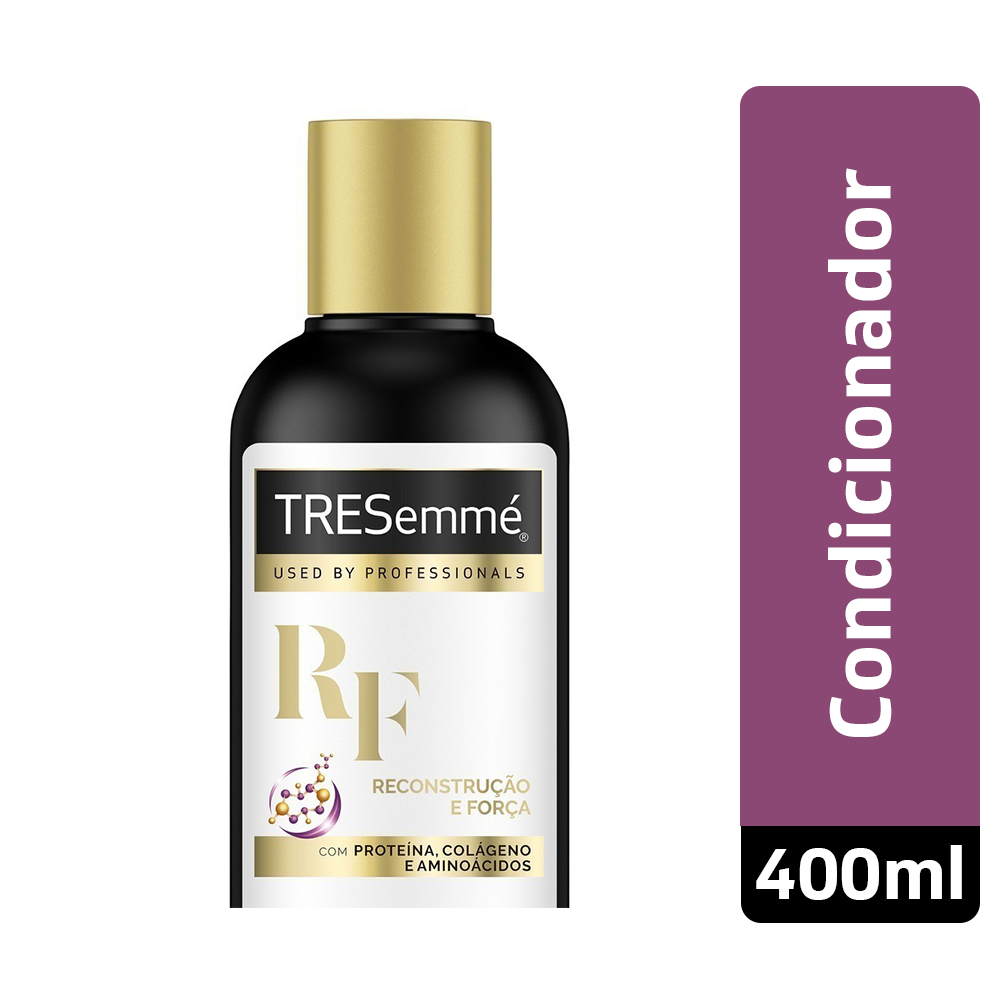 TRESemmé®
USED BY PROFESSIONALS
RF
RECONSTRUÇÃO
E FORÇA
COM PROTEÍNA, COLÁGENO
E AMINOÁCIDOS
Condicionador
400ml